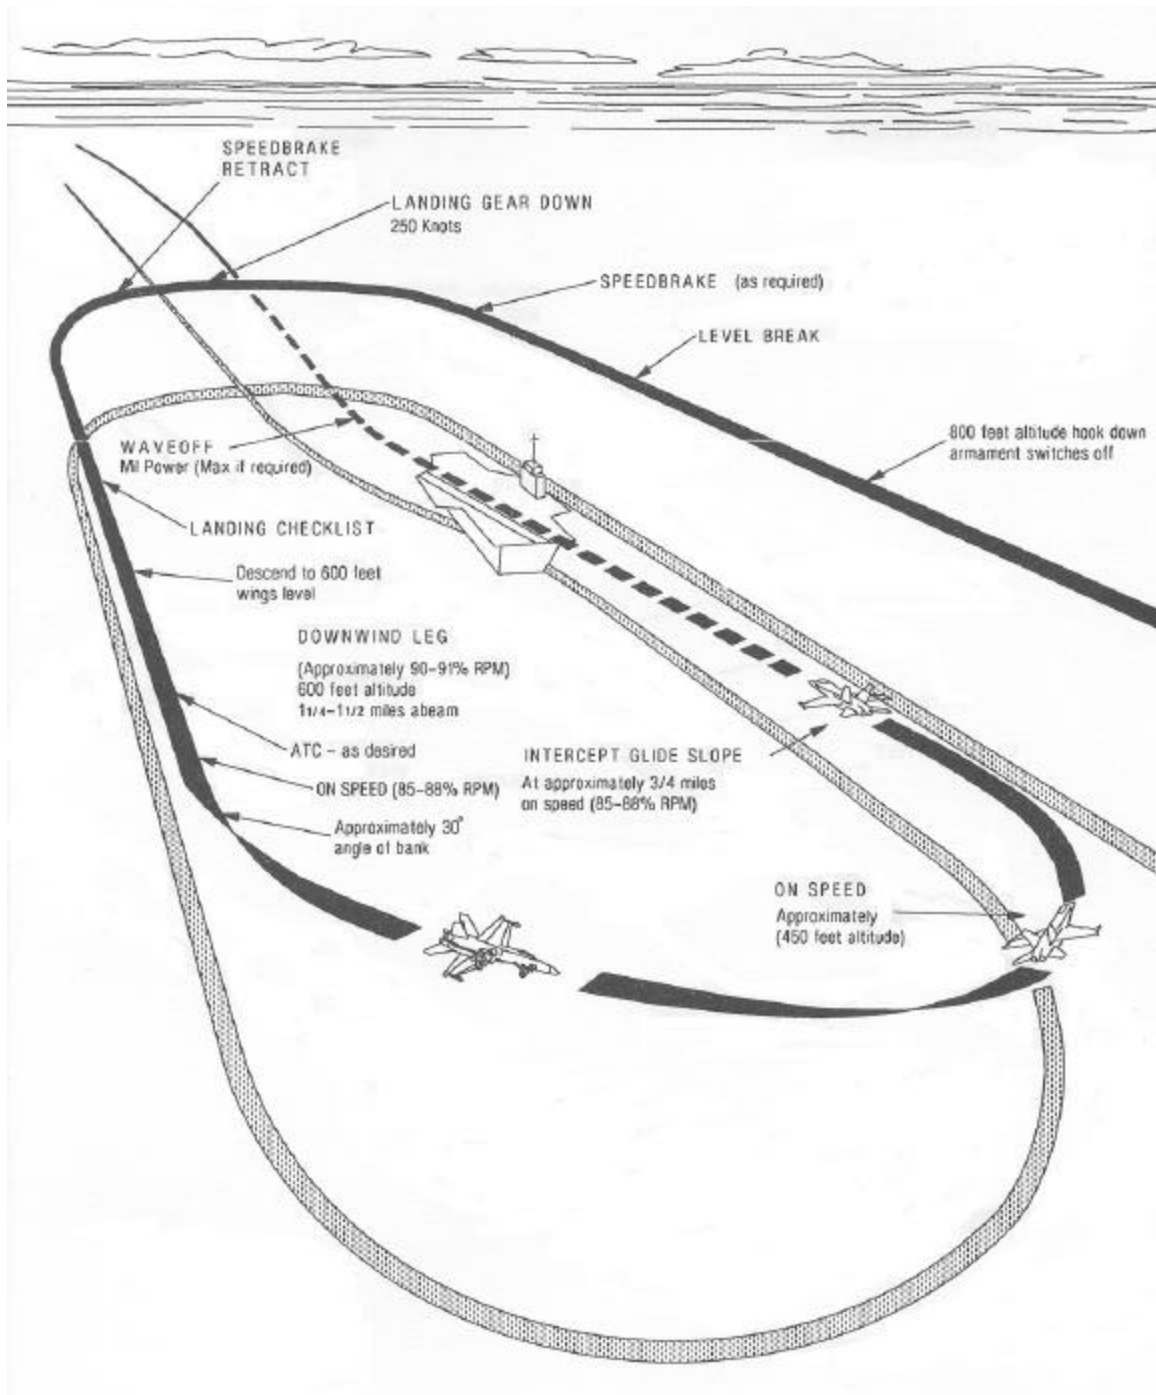 SPEEDBRAKE
RETRACT
LANDING GEAR DOWN
250 Knots
SPEEDBRAKE (as required)
LEVEL BREAK
800 feet altitude hook down
armament switches off
WAVEOFF
Mil Power (Max if required)
LANDING CHECKLIST
Descend to 600 feet
wings level
DOWNWIND LEG
(Approximately 90-91% RPM)
600 feet altitude
1 1/4-1 1/2 miles abeam
ATC - as desired
ON SPEED (85-88% RPM)
Approximately 30°
angle of bank
INTERCEPT GLIDE SLOPE
At approximately 3/4 miles
on speed (85-88% RPM)
ON SPEED
Approximately
(450 feet altitude)